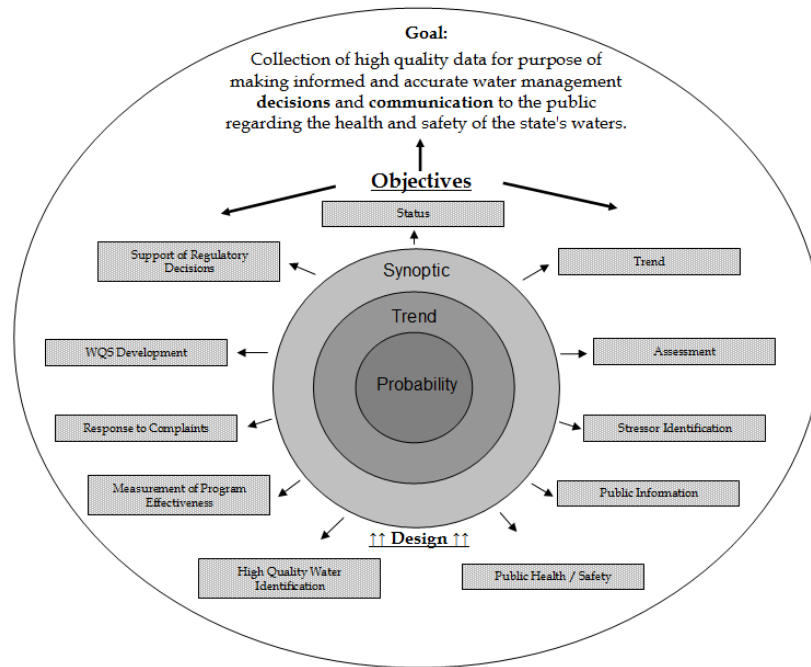 Goal:
Collection of high quality data for purpose of
making informed and accurate water management
decisions and communication to the public
regarding the health and safety of the state's waters.
Objectives
Status
Support of Regulatory
Decisions
Trend
WQS Development
Assessment
Response to Complaints
Stressor Identification
Measurement of Program
Effectiveness
Public Information
High Quality Water
Identification
Public Health / Safety
Synoptic
Trend
Probability
↑↑ Design ↑↑